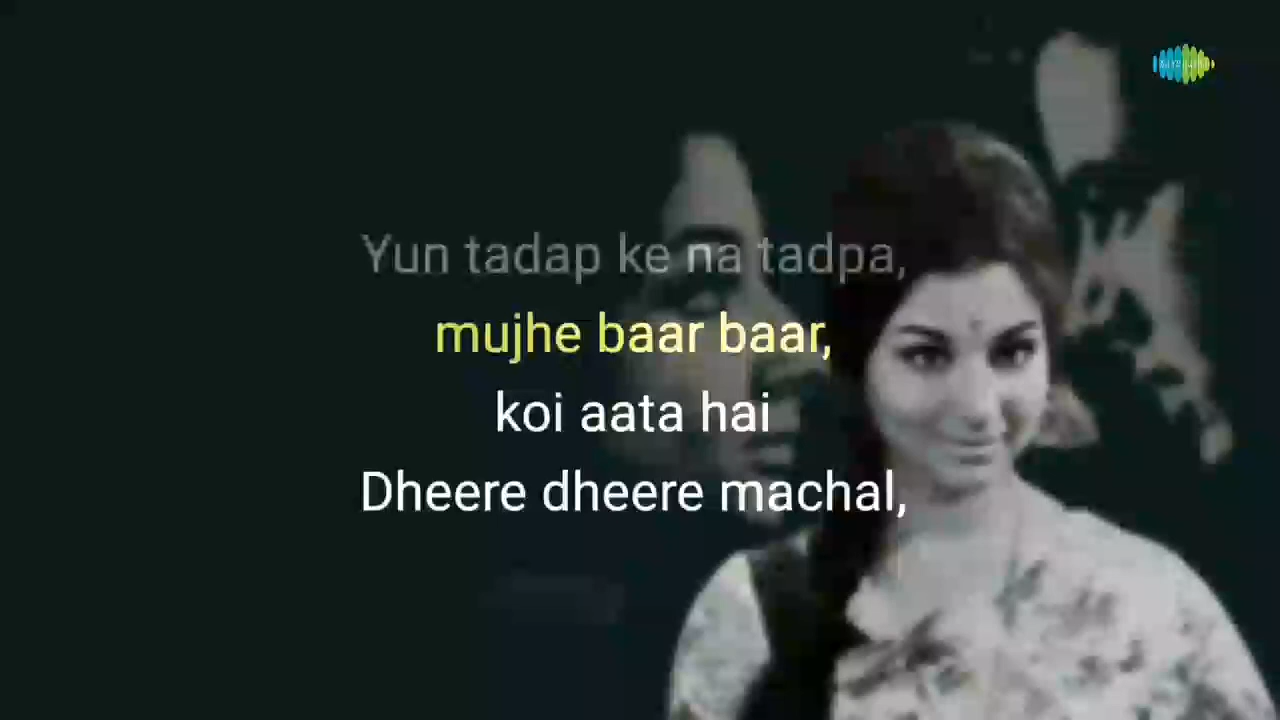 Yun tadap ke na tadpa,
mujhe baar baar,
koi aata hai
Dheere dheere machal,